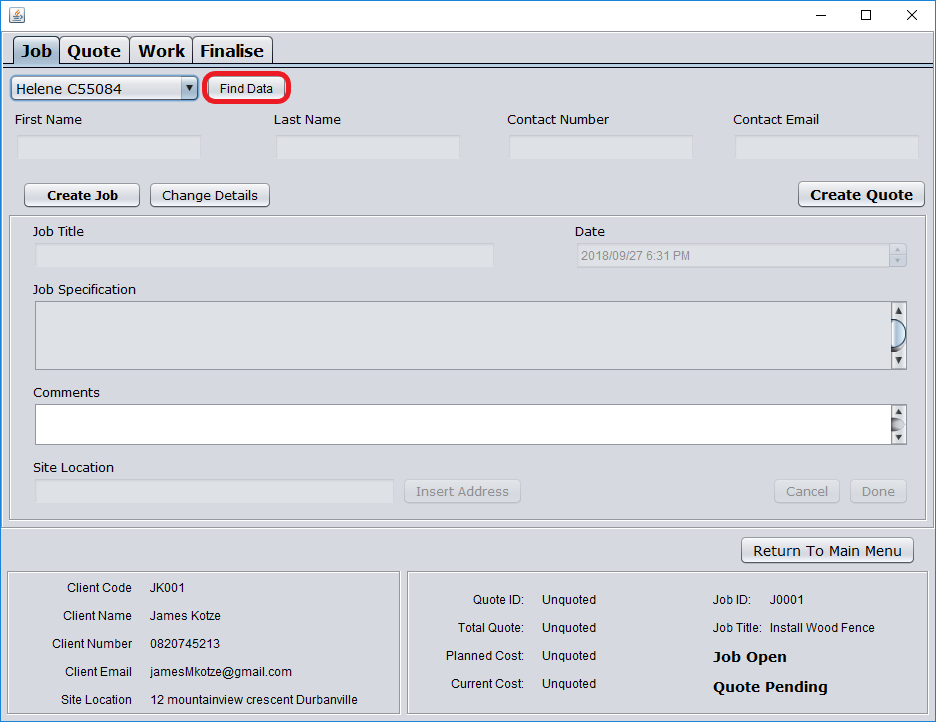 Job Quote Work Finalise
Helene C55084 Find Data
First Name Last Name Contact Number Contact Email
Create Job Change Details Create Quote
Job Title Date
2018/09/27 6:31 PM
Job Specification
Comments
Site Location
Insert Address Cancel Done
Return To Main Menu
Client Code JK001
Client Name James Kotze
Client Number 0820745213
Client Email jamesMkotze@gmail.com
Site Location 12 mountainview crescent Durbanville
Quote ID: Unquoted Job ID: J0001
Total Quote: Unquoted Job Title: Install Wood Fence
Planned Cost: Unquoted Job Open
Current Cost: Unquoted Quote Pending